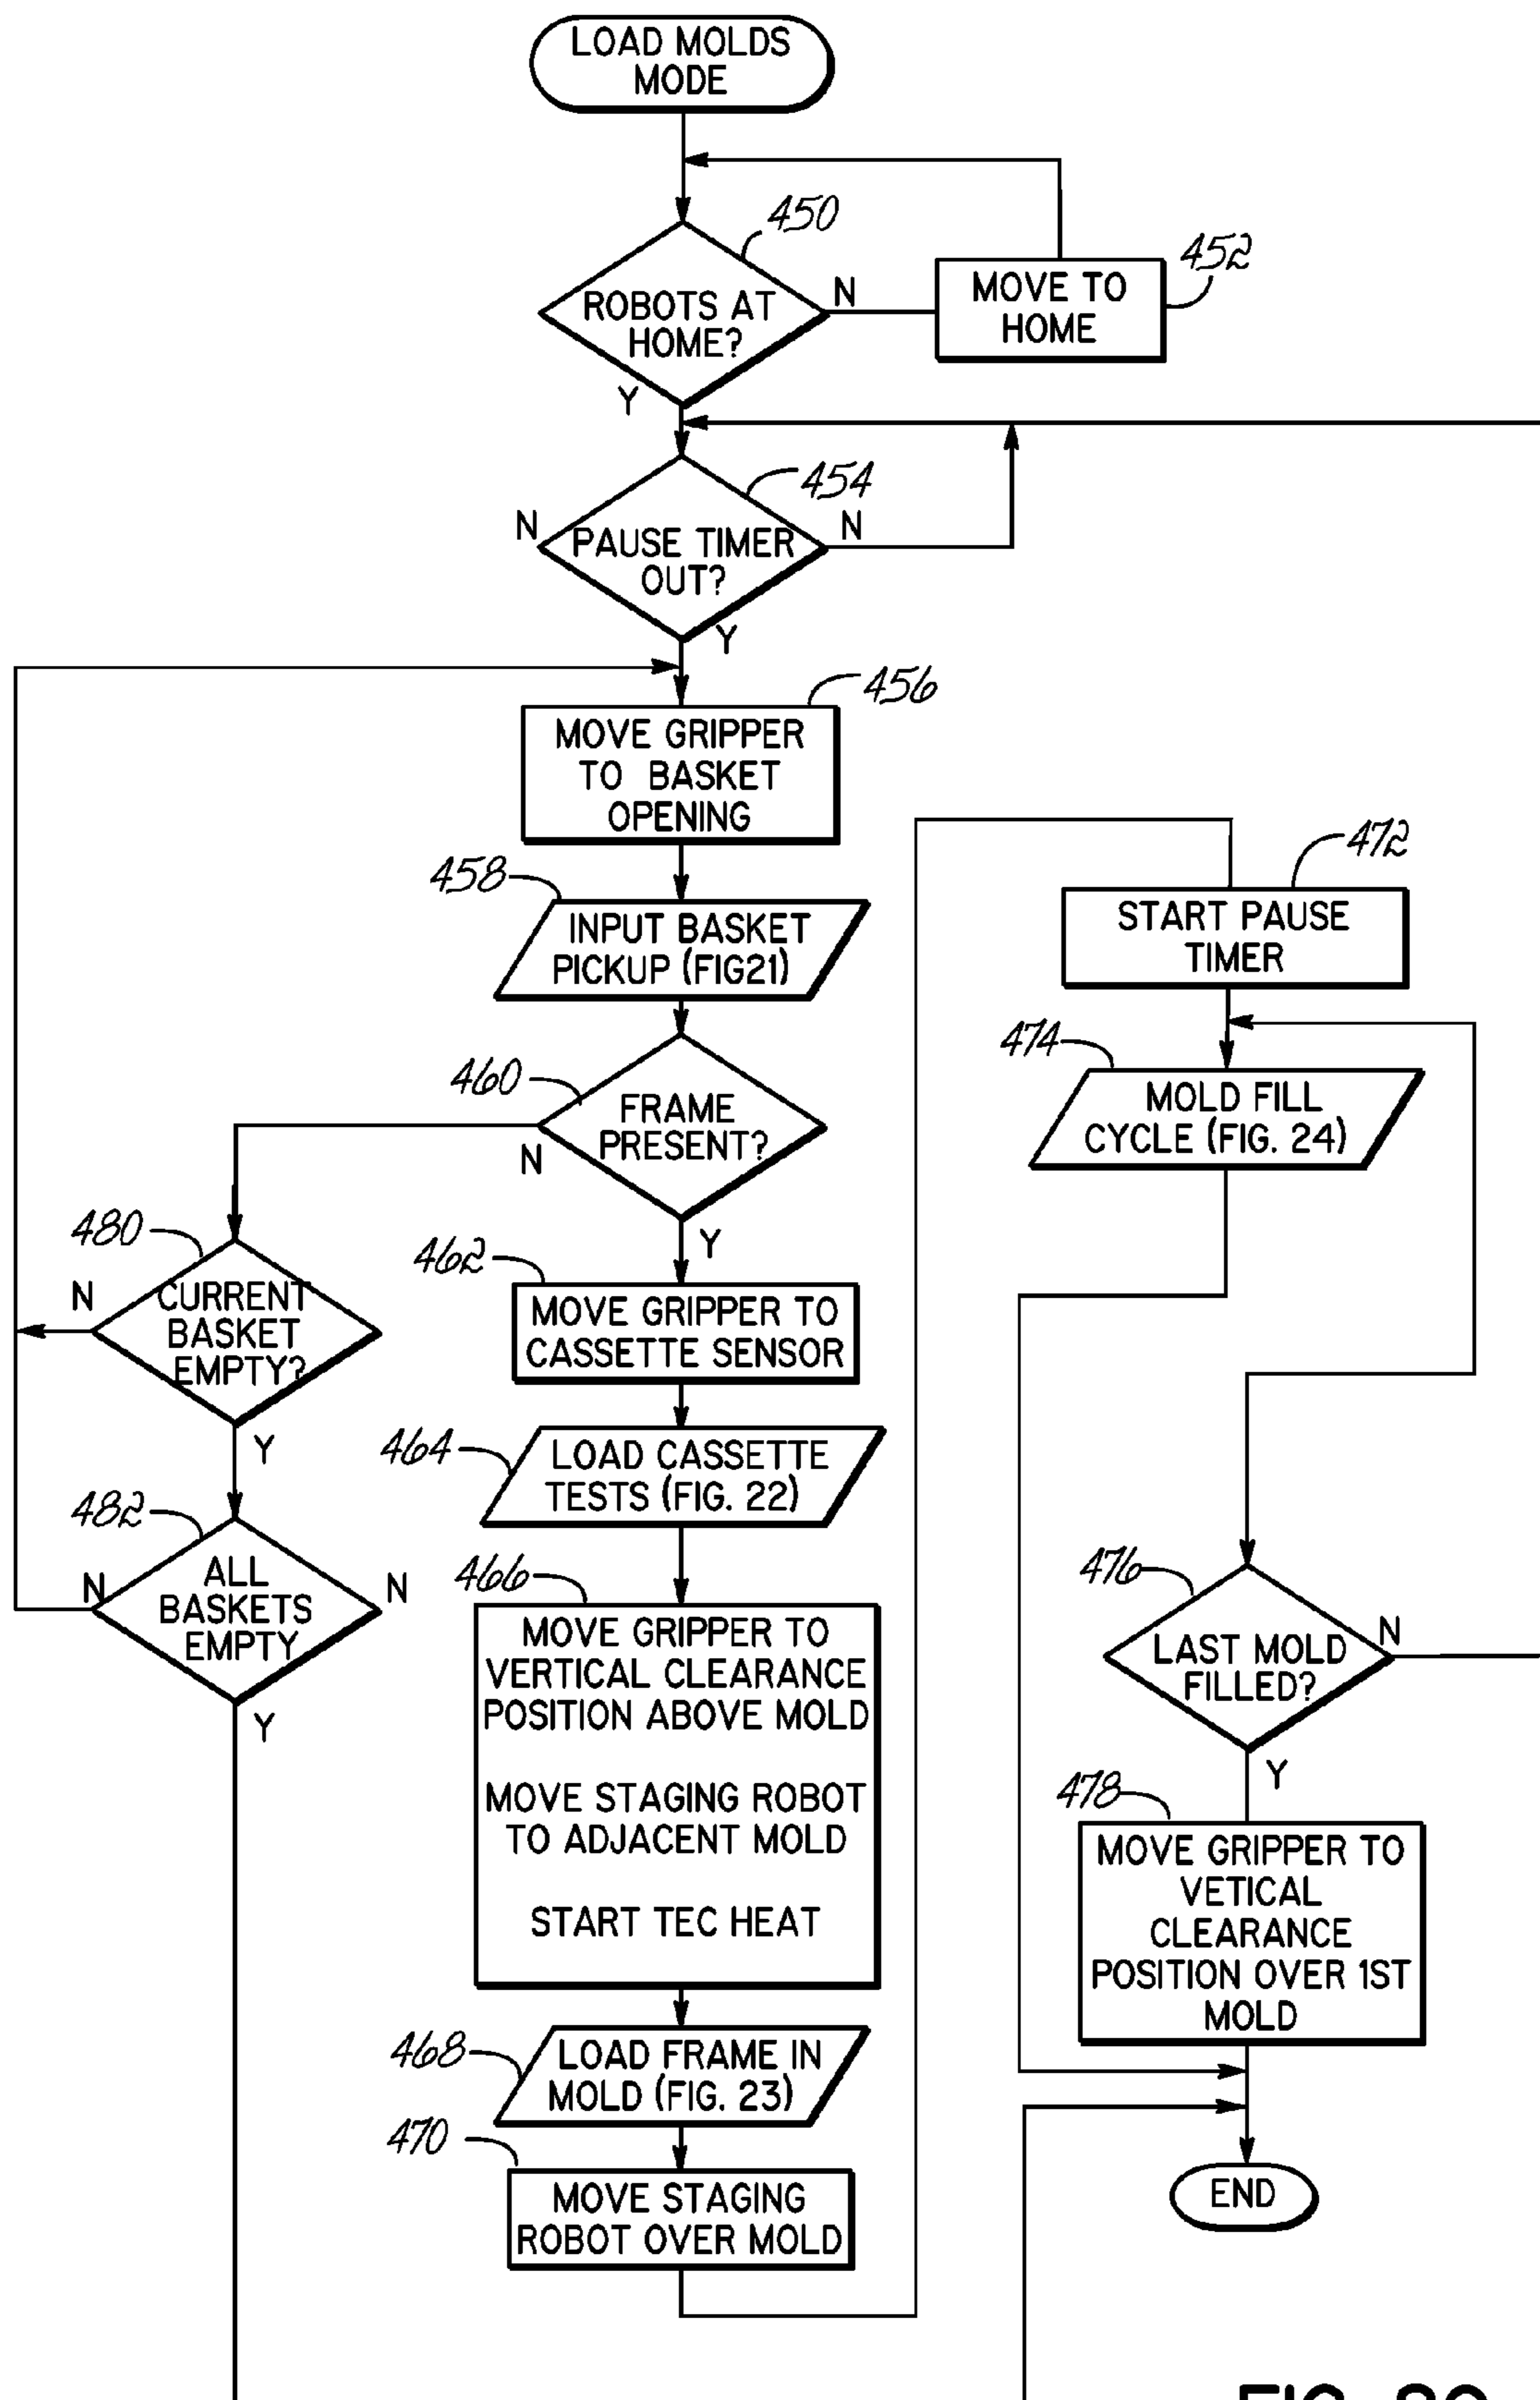 LOAD MOLDS
MODE
450
ROBOTS AT
HOME?
N
Y
452
MOVE TO
HOME
454
N
PAUSE TIMER
OUT?
N
Y
456
MOVE GRIPPER
TO BASKET
OPENING
458
INPUT BASKET
PICKUP (FIG21)
460
FRAME
PRESENT?
N
Y
462
MOVE GRIPPER TO
CASSETTE SENSOR
464
LOAD CASSETTE
TESTS (FIG. 22)
466
MOVE GRIPPER TO
VERTICAL CLEARANCE
POSITION ABOVE MOLD
MOVE STAGING ROBOT
TO ADJACENT MOLD
START TEC HEAT
468
LOAD FRAME IN
MOLD (FIG. 23)
470
MOVE STAGING
ROBOT OVER MOLD
480
N
CURRENT
BASKET
EMPTY?
Y
482
N
ALL
BASKETS
EMPTY
N
Y
472
START PAUSE
TIMER
474
MOLD FILL
CYCLE (FIG. 24)
476
LAST MOLD
FILLED?
N
Y
478
MOVE GRIPPER TO
VETICAL
CLEARANCE
POSITION OVER 1ST
MOLD
END